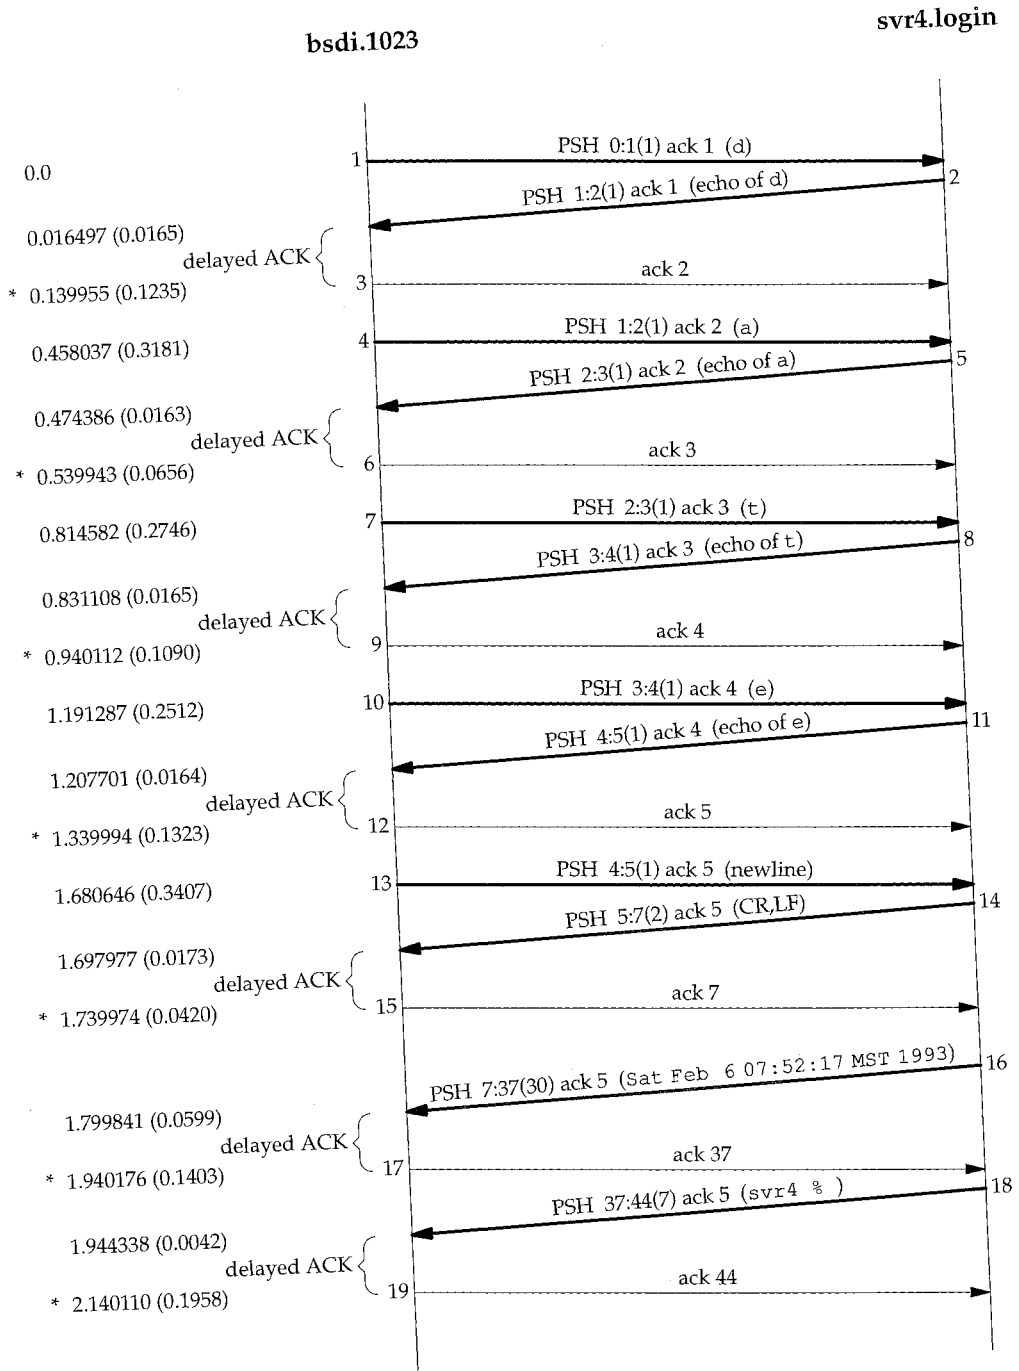 bsdi.1023
svr4.login
0.0
1
PSH 0:1(1) ack 1 (d)
PSH 1:2(1) ack 1 (echo of d)
2
0.016497 (0.0165)
delayed ACK
* 0.139955 (0.1235)
3
ack 2
0.458037 (0.3181)
4
PSH 1:2(1) ack 2 (a)
PSH 2:3(1) ack 2 (echo of a)
5
0.474386 (0.0163)
delayed ACK
* 0.539943 (0.0656)
6
ack 3
0.814582 (0.2746)
7
PSH 2:3(1) ack 3 (t)
PSH 3:4(1) ack 3 (echo of t)
8
0.831108 (0.0165)
delayed ACK
* 0.940112 (0.1090)
9
ack 4
1.191287 (0.2512)
10
PSH 3:4(1) ack 4 (e)
PSH 4:5(1) ack 4 (echo of e)
11
1.207701 (0.0164)
delayed ACK
* 1.339994 (0.1323)
12
ack 5
1.680646 (0.3407)
13
PSH 4:5(1) ack 5 (newline)
PSH 5:7(2) ack 5 (CR,LF)
14
1.697977 (0.0173)
delayed ACK
* 1.739974 (0.0420)
15
ack 7
PSH 7:37(30) ack 5 (Sat Feb 6 07:52:17 MST 1993)
16
1.799841 (0.0599)
delayed ACK
* 1.940176 (0.1403)
17
ack 37
PSH 37:44(7) ack 5 (svr4 % )
18
1.944338 (0.0042)
delayed ACK
* 2.140110 (0.1958)
19
ack 44